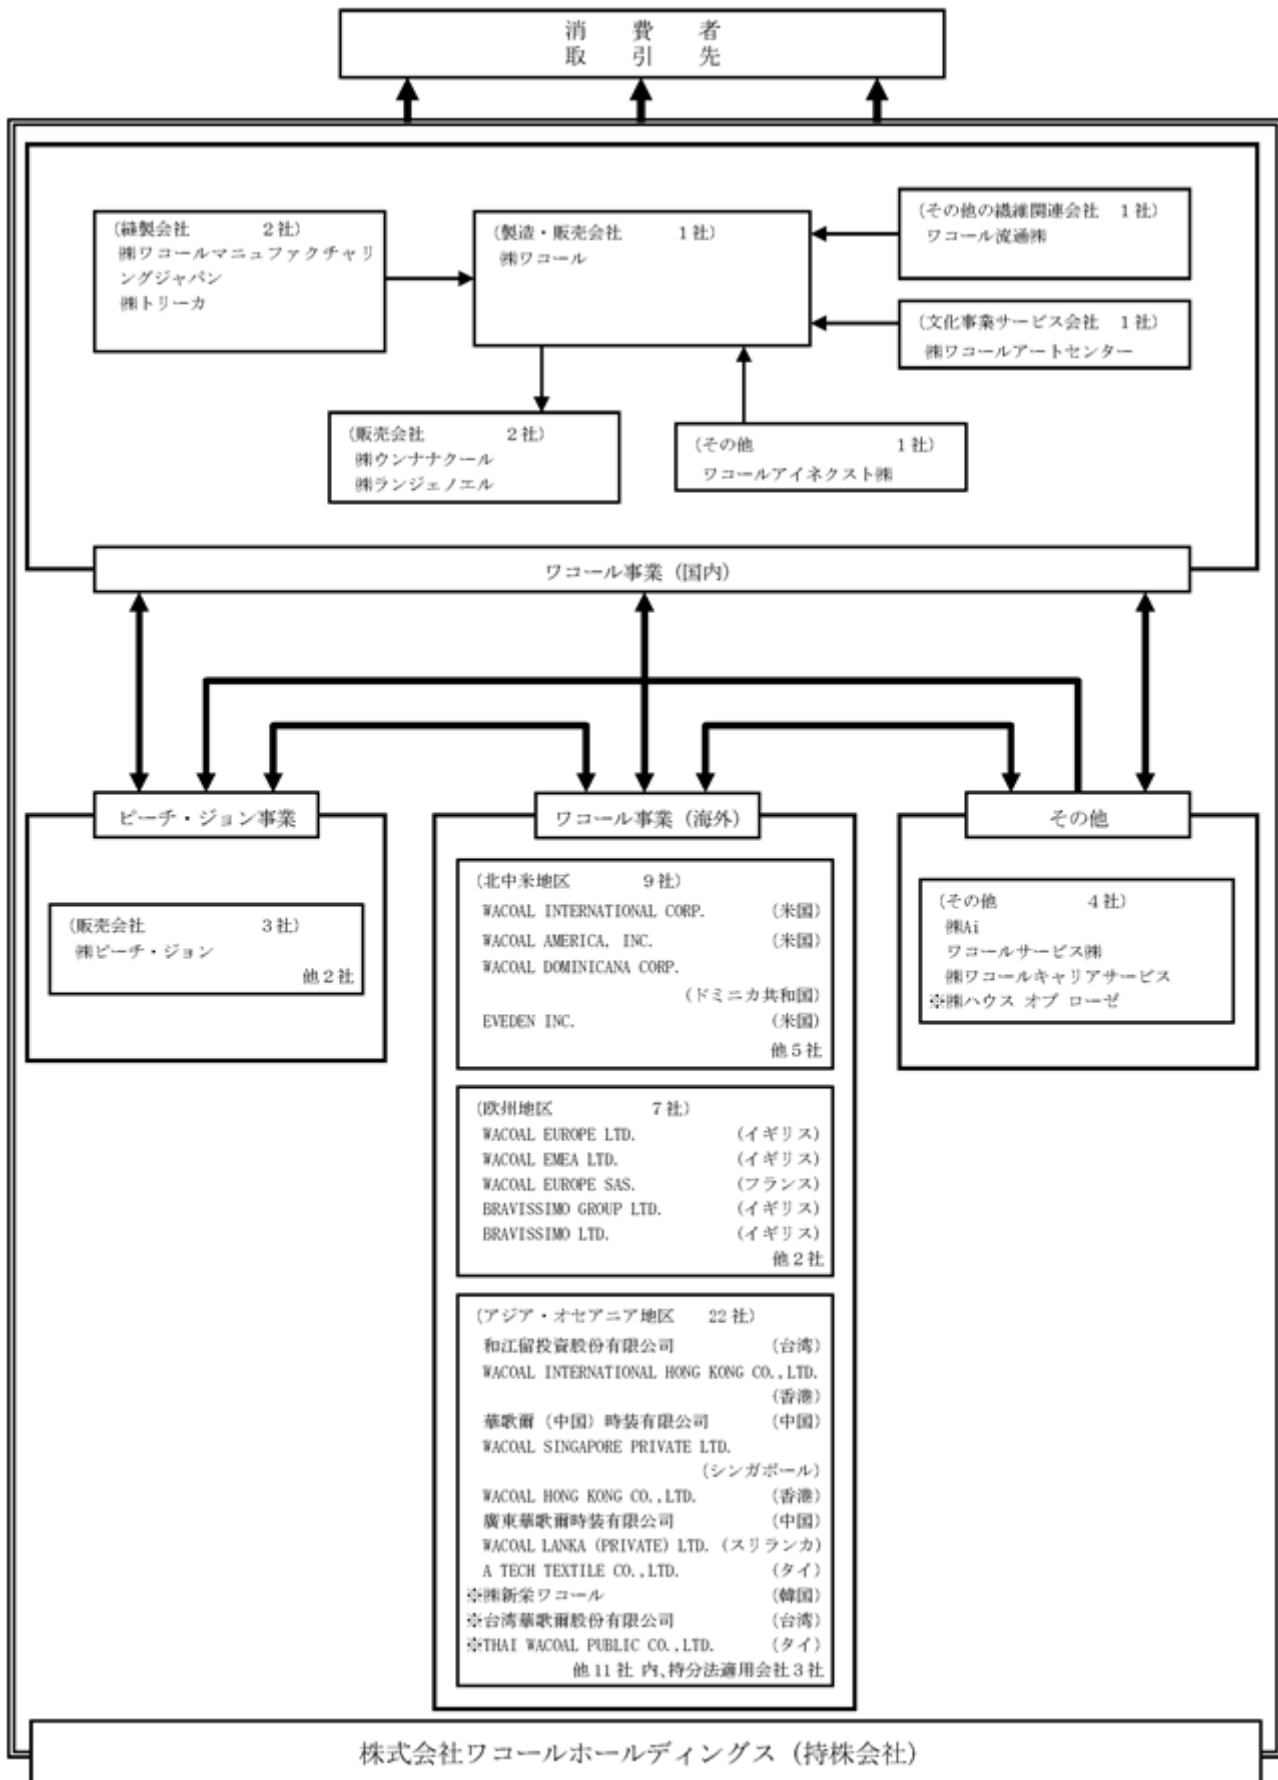 消費者
取引先
(縫製会社 2社)
㈱ワコールマニュファクチャリ
ングジャパン
㈱トリーカ
(製造・販売会社 1社)
㈱ワコール
(その他の繊維関連会社 1社)
ワコール流通㈱
(文化事業サービス会社 1社)
㈱ワコールアートセンター
(販売会社 2社)
㈱ウンナナクール
㈱ランジェノエル
(その他 1社)
ワコールアイネクスト㈱
ワコール事業(国内)
ピーチ・ジョン事業
(販売会社 3社)
㈱ピーチ・ジョン
他2社
ワコール事業(海外)
(北中米地区 9社)
WACOAL INTERNATIONAL CORP. (米国)
WACOAL AMERICA, INC. (米国)
WACOAL DOMINICANA CORP.
(ドミニカ共和国)
EVEDEN INC. (米国)
他5社
(欧州地区 7社)
WACOAL EUROPE LTD. (イギリス)
WACOAL EMEA LTD. (イギリス)
WACOAL EUROPE SAS. (フランス)
BRAVISSIMO GROUP LTD. (イギリス)
BRAVISSIMO LTD. (イギリス)
他2社
(アジア・オセアニア地区 22社)
和江留投資股份有限公司 (台湾)
WACOAL INTERNATIONAL HONG KONG CO.,LTD.
(香港)
華歌爾(中国)時装有限公司 (中国)
WACOAL SINGAPORE PRIVATE LTD.
(シンガポール)
WACOAL HONG KONG CO.,LTD. (香港)
廣東華歌爾時装有限公司 (中国)
WACOAL LANKA (PRIVATE) LTD. (スリランカ)
A TECH TEXTILE CO.,LTD. (タイ)
※㈱新栄ワコール (韓国)
※台湾華歌爾股份有限公司 (台湾)
※THAI WACOAL PUBLIC CO.,LTD. (タイ)
他11社 内、持分法適用会社3社
その他
(その他 4社)
㈱Ai
ワコールサービス㈱
㈱ワコールキャリアサービス
※㈱ハウス オブ ローゼ
株式会社ワコールホールディングス(持株会社)